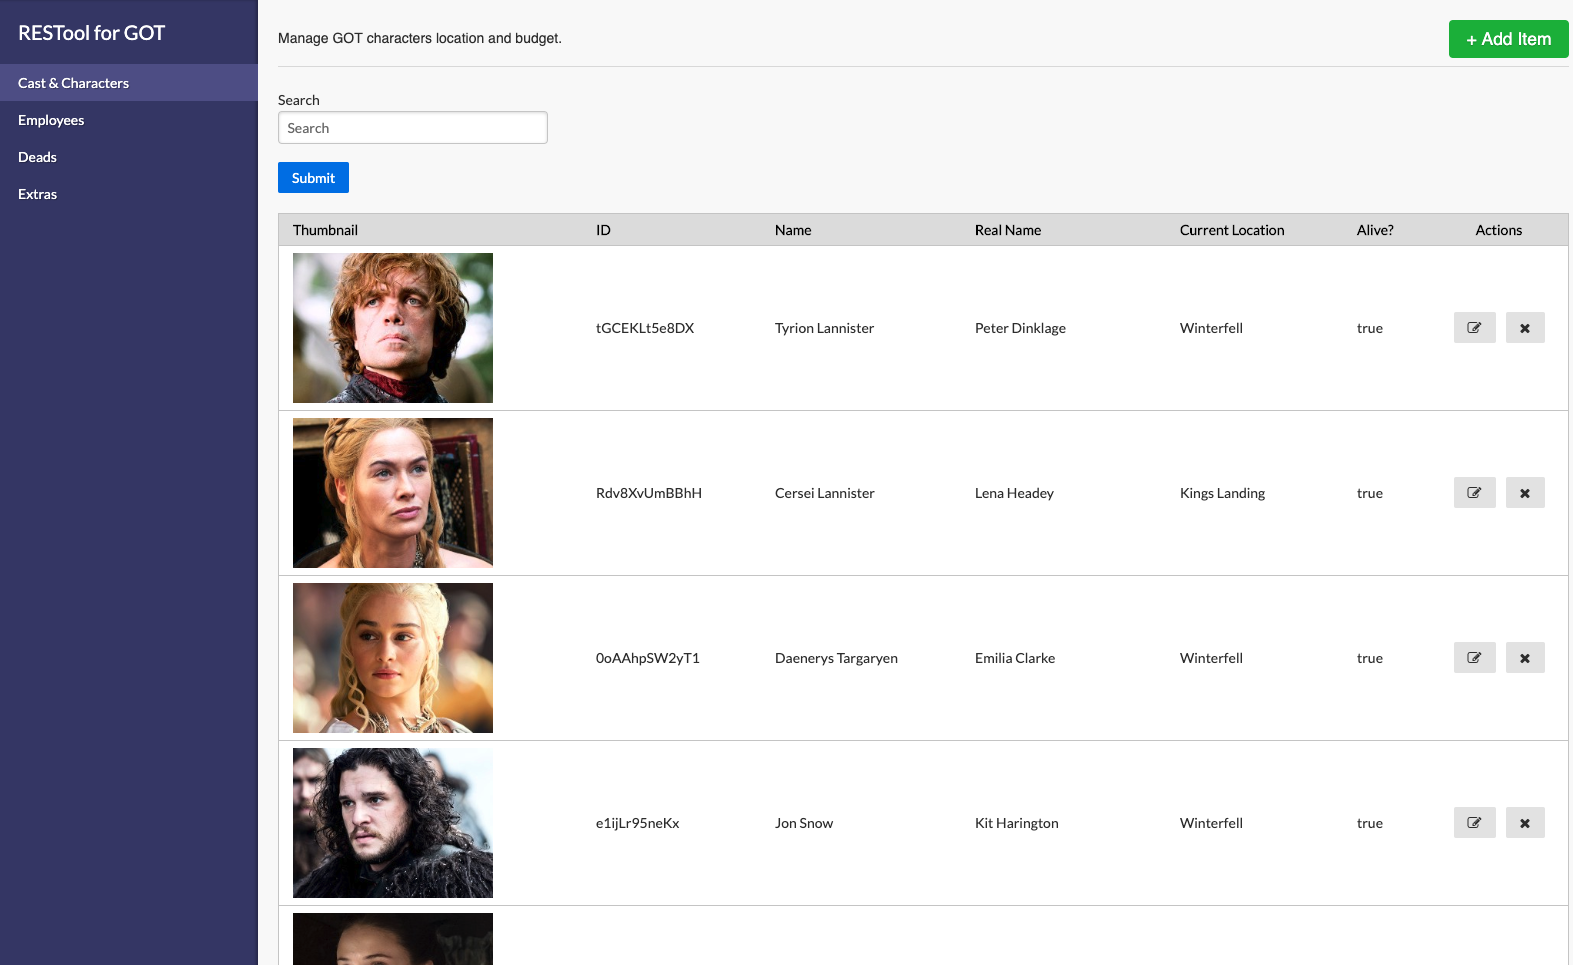 RESTool for GOT
Cast & Characters
Employees
Deads
Extras
Manage GOT characters location and budget.
+ Add Item
Search
Search
Submit
Thumbnail ID Name Real Name Current Location Alive? Actions
tGCEKLt5e8DX Tyrion Lannister Peter Dinklage Winterfell true
Rdv8XvUmBBhH Cersei Lannister Lena Headey Kings Landing true
0oAAhpSW2yT1 Daenerys Targaryen Emilia Clarke Winterfell true
e1ijLr95neKx Jon Snow Kit Harington Winterfell true